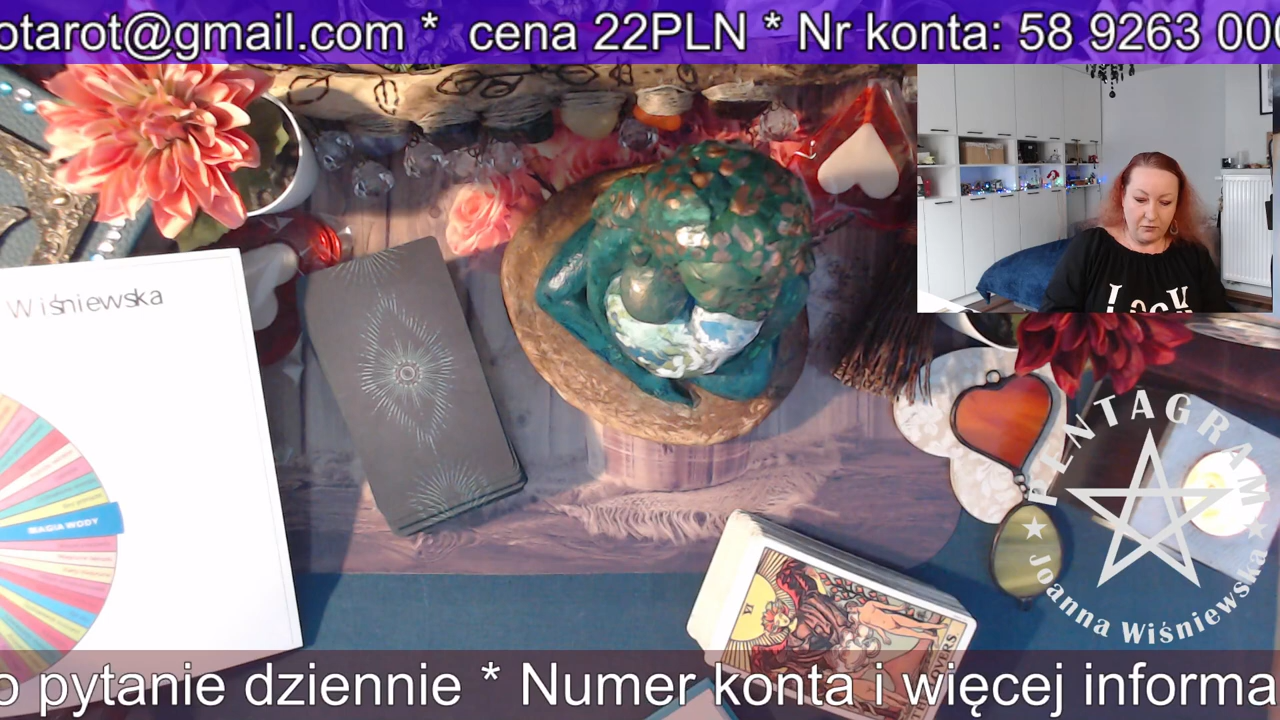 otarot@gmail.com * cena 22PLN * Nr konta: 58 9263 000
Wiśniewska
LOCK
MAGIA WODY
VI
PENTAGRAM
Joanna Wiśniewska
o pytanie dziennie * Numer konta i więcej informa